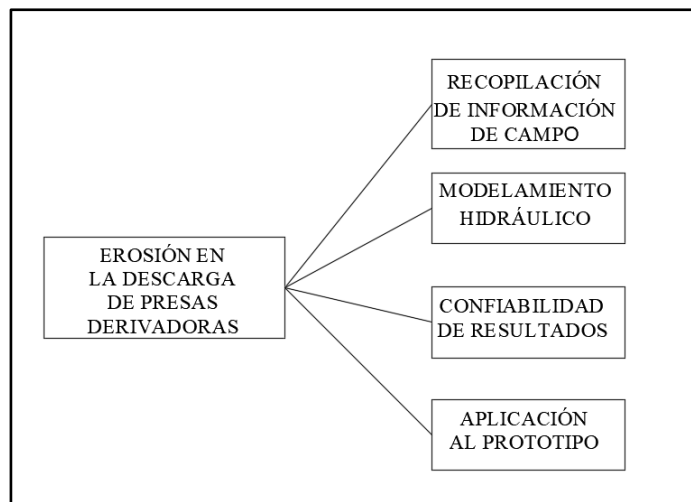 EROSIÓN EN
LA DESCARGA
DE PRESAS
DERIVADORAS
RECOPILACIÓN
DE INFORMACIÓN
DE CAMPO
MODELAMIENTO
HIDRÁULICO
CONFIABILIDAD
DE RESULTADOS
APLICACIÓN
AL PROTOTIPO